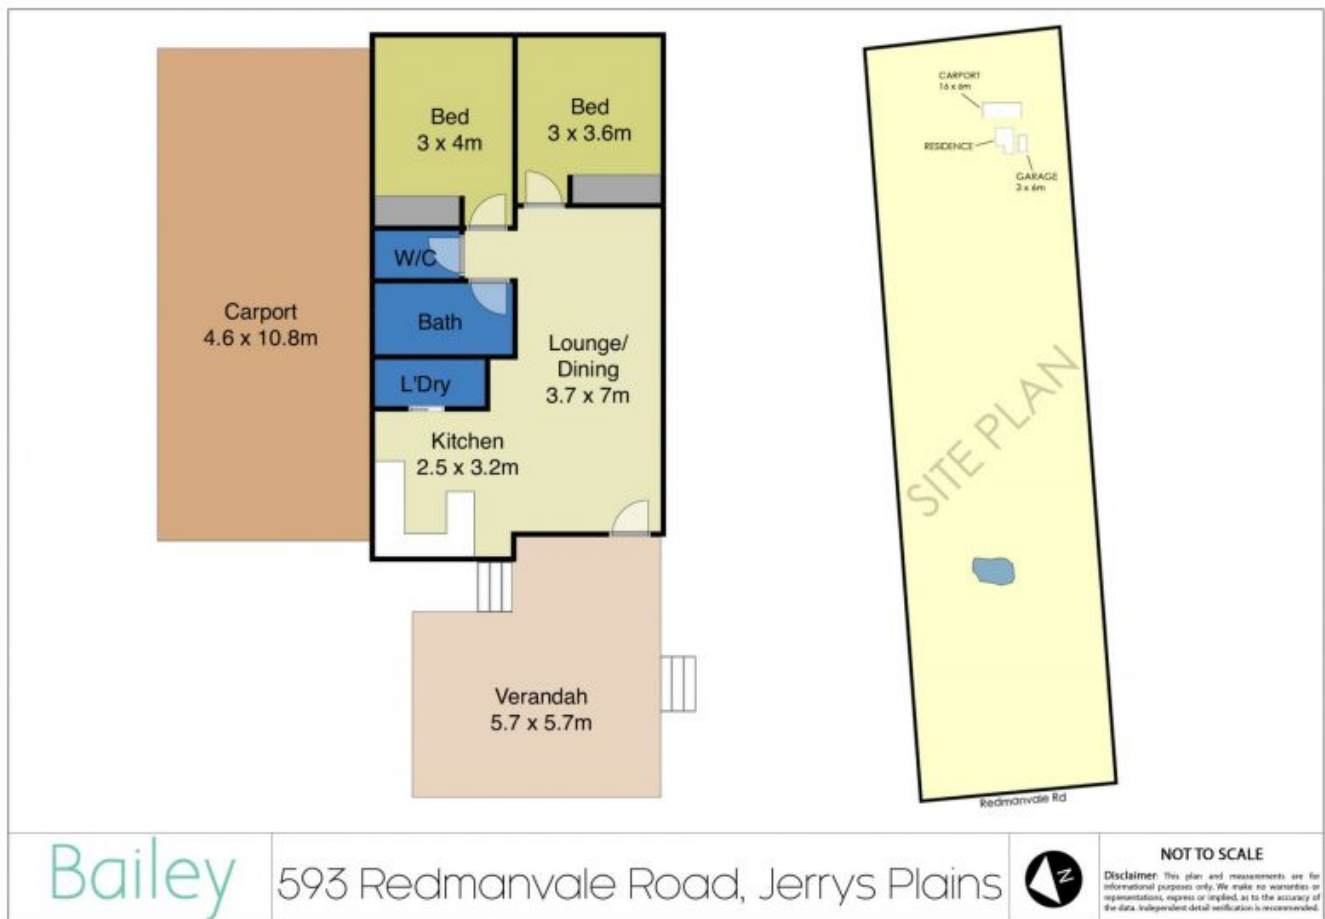 Bed
3 x 4m
Bed
3 x 3.6m
W/C
Bath
L'Dry
Carport
4.6 x 10.8m
Lounge/
Dining
3.7 x 7m
Kitchen
2.5 x 3.2m
Verandah
5.7 x 5.7m
CARPORT
16 x 6m
RESIDENCE
GARAGE
3 x 6m
SITE PLAN
Redmanvale Rd
Bailey
593 Redmanvale Road, Jerrys Plains
N
NOT TO SCALE
Disclaimer: This plan and measurements are for
informational purposes only. We make no warranties or
representations, express or implied, as to the accuracy of
the data. Independent detail verification is recommended.